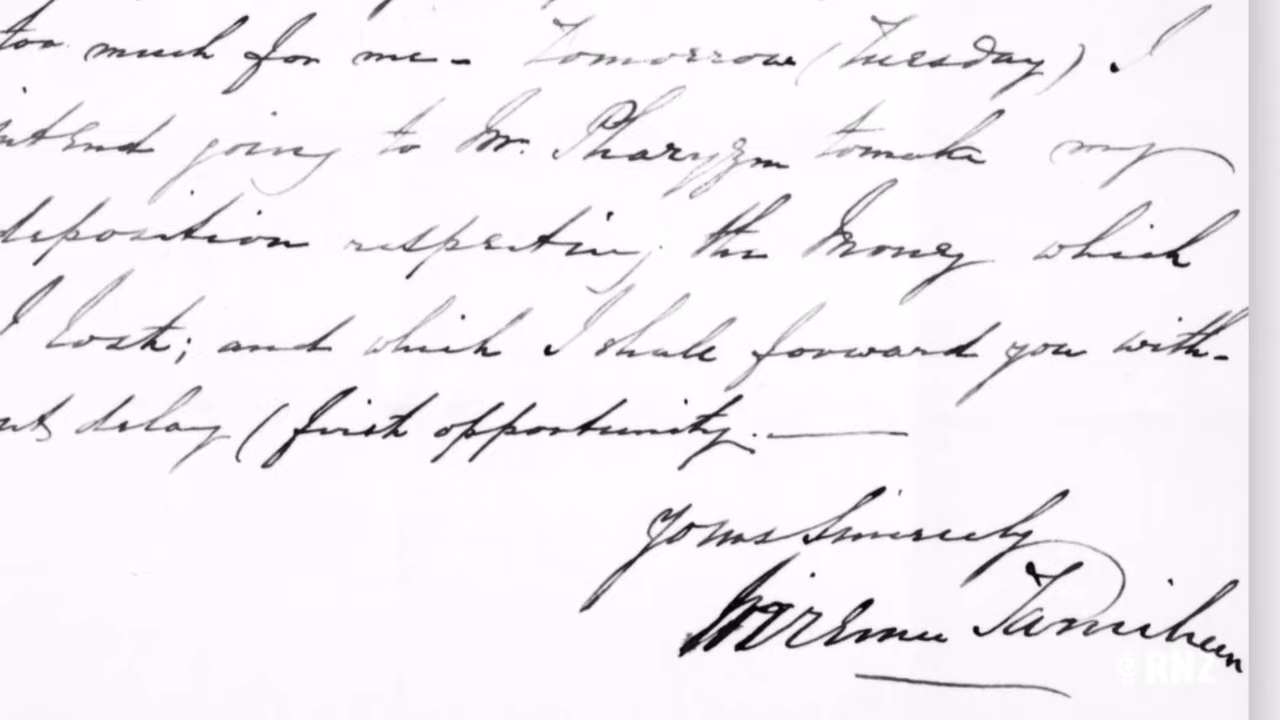 too much for me - Tomorrow (Tuesday) I
intend going to Mr. Pharazyn to make my
deposition respecting the Money which
I lost; and which I shall forward you with-
out delay (first opportunity.
Yours Sincerely
Wiremu Tamihana
@RNZ